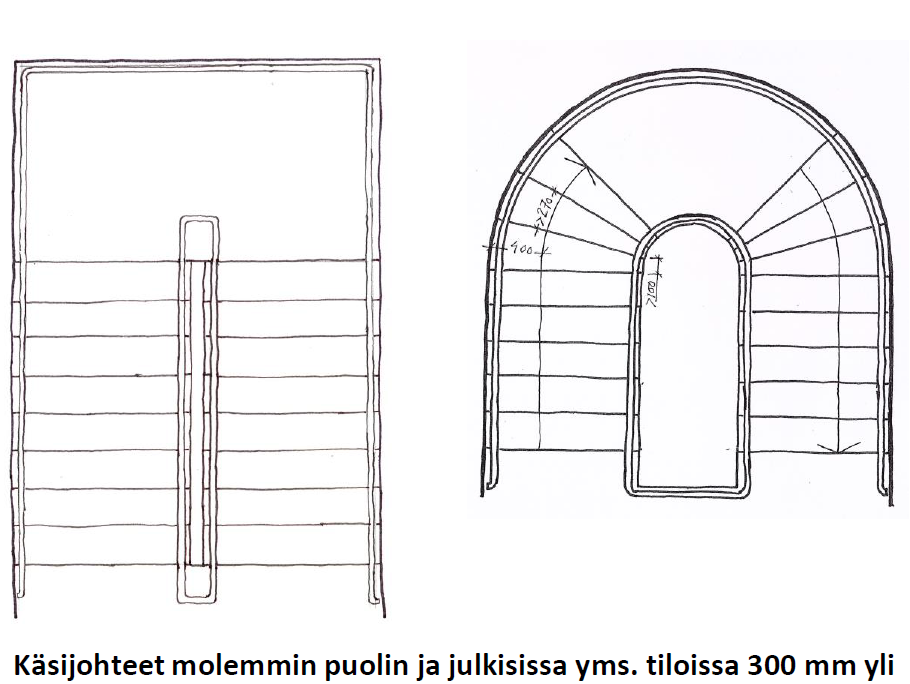 >270
400
>100
Käsijohteet molemmin puolin ja julkisissa yms. tiloissa 300 mm yli